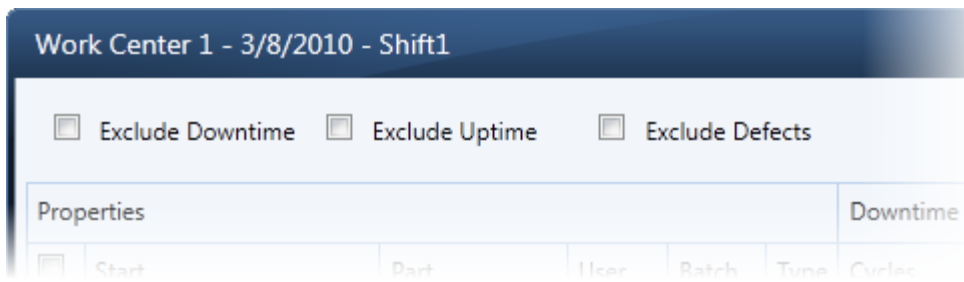 Work Center 1 - 3/8/2010 - Shift1
Exclude Downtime Exclude Uptime Exclude Defects
Properties Downtime
Start Part User Batch Type Cycles